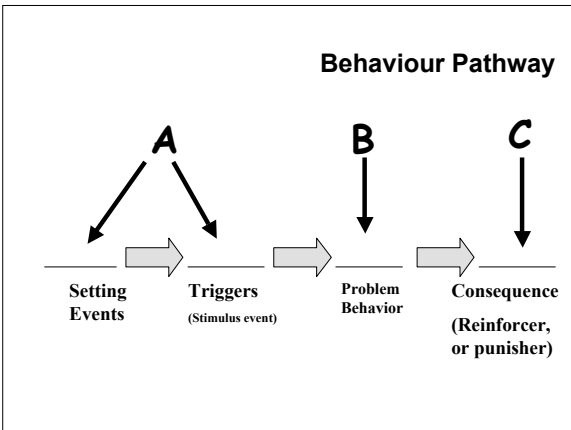 Behaviour Pathway
A
B
C
Setting
Events
Triggers
(Stimulus event)
Problem
Behavior
Consequence
(Reinforcer,
or punisher)